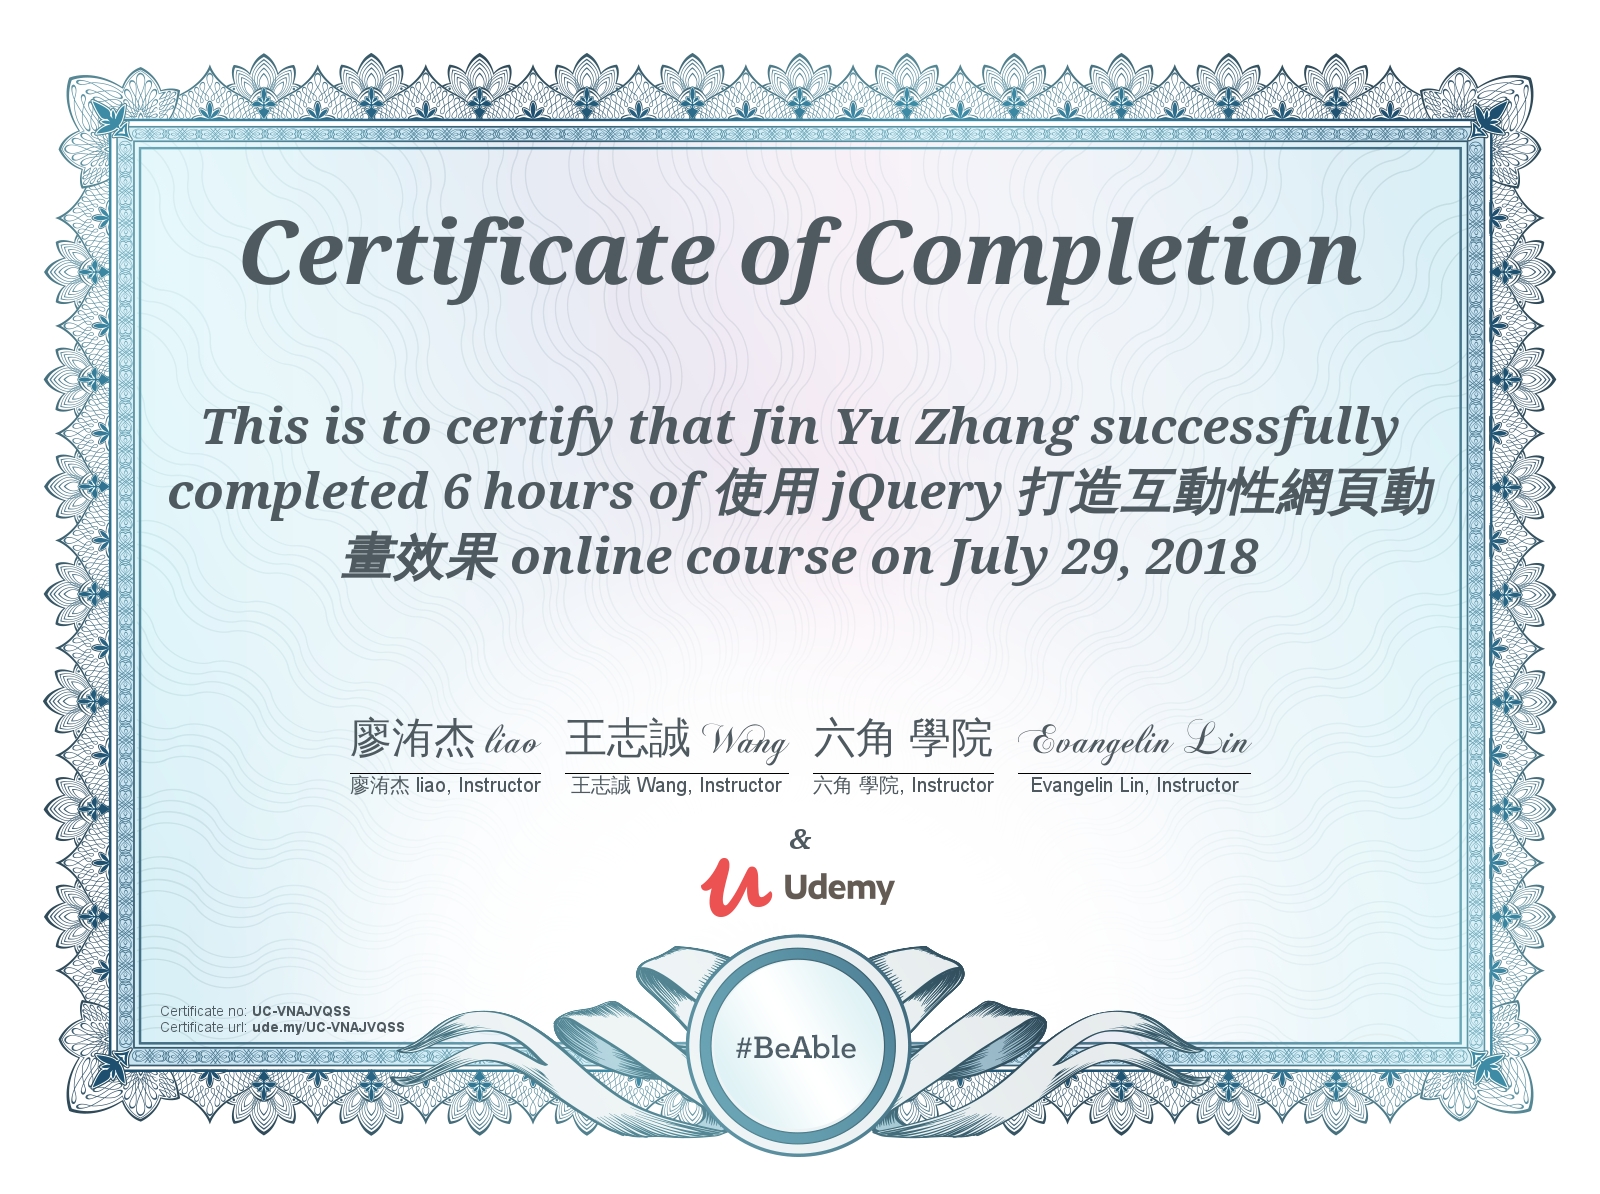 Certificate of Completion
This is to certify that Jin Yu Zhang successfully
completed 6 hours of 使用 jQuery 打造互動性網頁動
畫效果 online course on July 29, 2018
廖洧杰 liao 王志誠 Wang 六角 學院 Evangelin Lin
廖洧杰 liao, Instructor 王志誠 Wang, Instructor 六角 學院, Instructor Evangelin Lin, Instructor
&
Udemy
Certificate no: UC-VNAJVQSS
Certificate url: ude.my/UC-VNAJVQSS
#BeAble